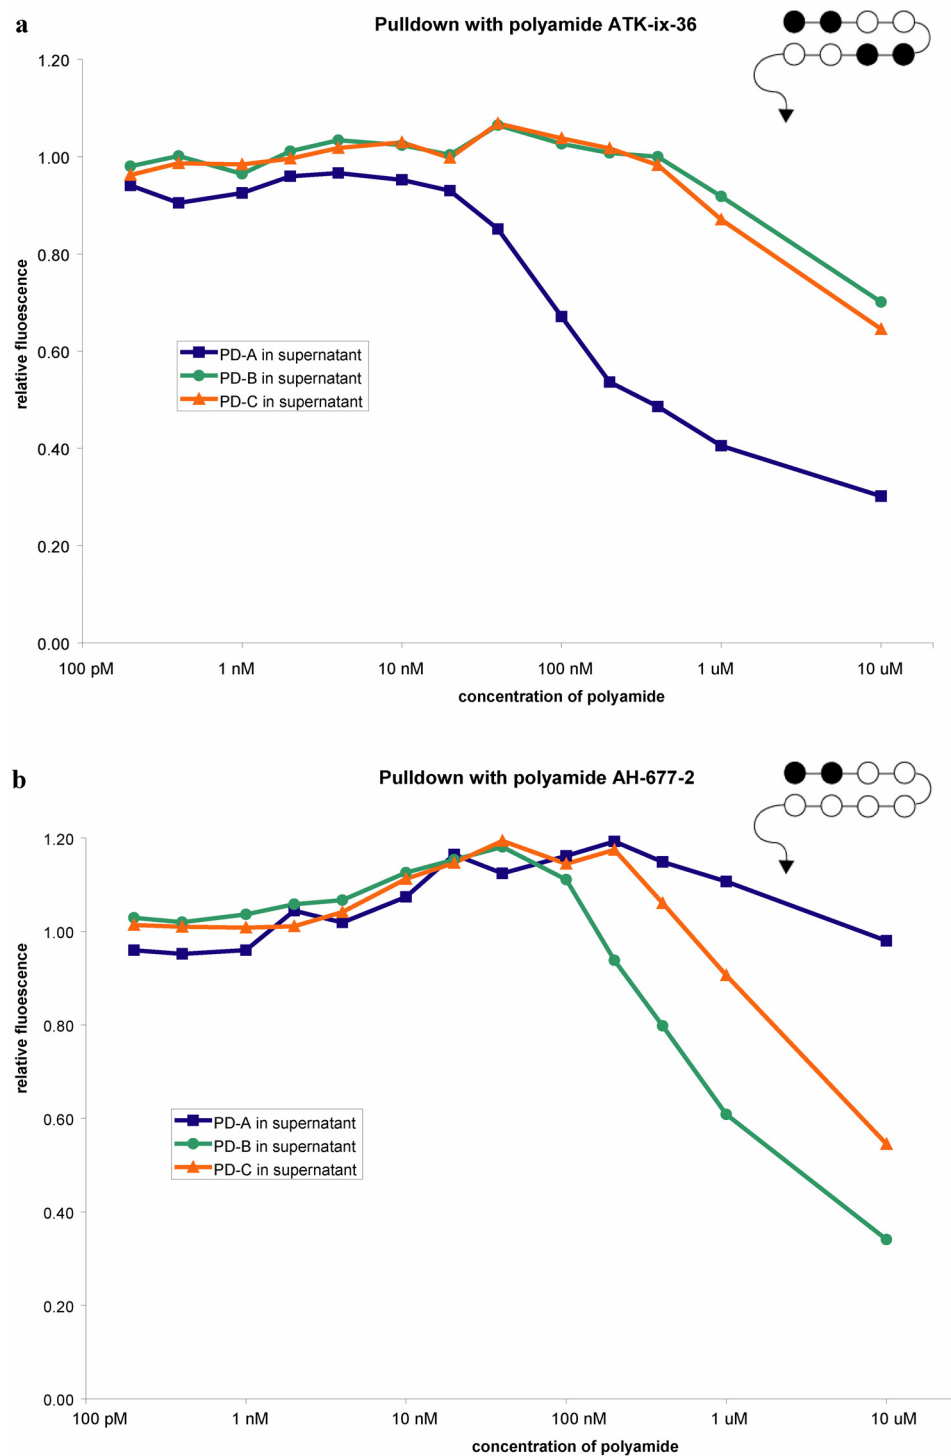 a
Pulldown with polyamide ATK-ix-36
1.20
1.00
0.80
0.60
0.40
0.20
0.00
relative fluoescence
PD-A in supernatant
PD-B in supernatant
PD-C in supernatant
100 pM 1 nM 10 nM 100 nM 1 uM 10 uM
concentration of polyamide
b
Pulldown with polyamide AH-677-2
1.20
1.00
0.80
0.60
0.40
0.20
0.00
relative fluoescence
PD-A in supernatant
PD-B in supernatant
PD-C in supernatant
100 pM 1 nM 10 nM 100 nM 1 uM 10 uM
concentration of polyamide